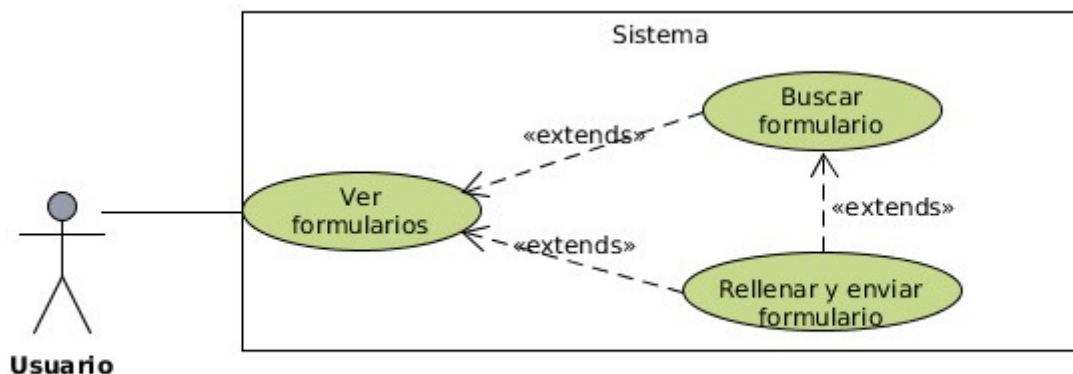 Sistema
Buscar
formulario
«extends»
Ver
formularios
«extends»
«extends»
Rellenar y enviar
formulario
Usuario